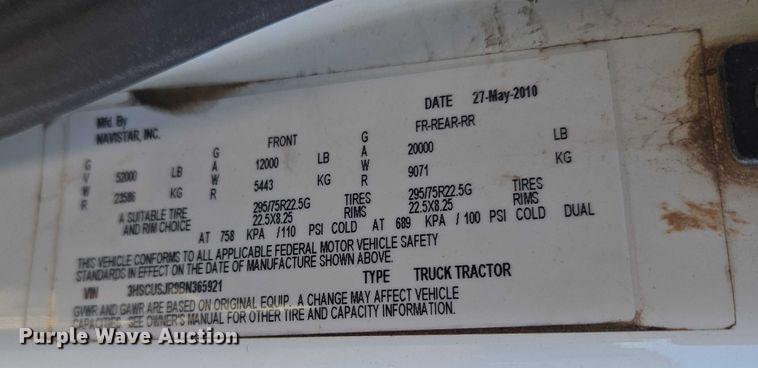 Mfd By
NAVISTAR, INC.
DATE 27-May-2010
FRONT FR-REAR-RR
G V W R 52000 LB 23586 KG
G A W R 12000 LB 5443 KG
G A W R 20000 LB 9071 KG
A SUITABLE TIRE AND RIM CHOICE
295/75R22.5G TIRES 295/75R22.5G TIRES
22.5X8.25 RIMS 22.5X8.25 RIMS
AT 758 KPA /110 PSI COLD AT 689 KPA / 100 PSI COLD DUAL
THIS VEHICLE CONFORMS TO ALL APPLICABLE FEDERAL MOTOR VEHICLE SAFETY
STANDARDS IN EFFECT ON THE DATE OF MANUFACTURE SHOWN ABOVE.
VIN 3HSCUSJR9BN365921 TYPE TRUCK TRACTOR
GVWR AND GAWR ARE BASED ON ORIGINAL EQUIP. A CHANGE MAY AFFECT VEHICLE
CAPACITIES. SEE OWNER'S MANUAL FOR OTHER TIRE AND CAPACITY INFORMATION.
Purple Wave Auction